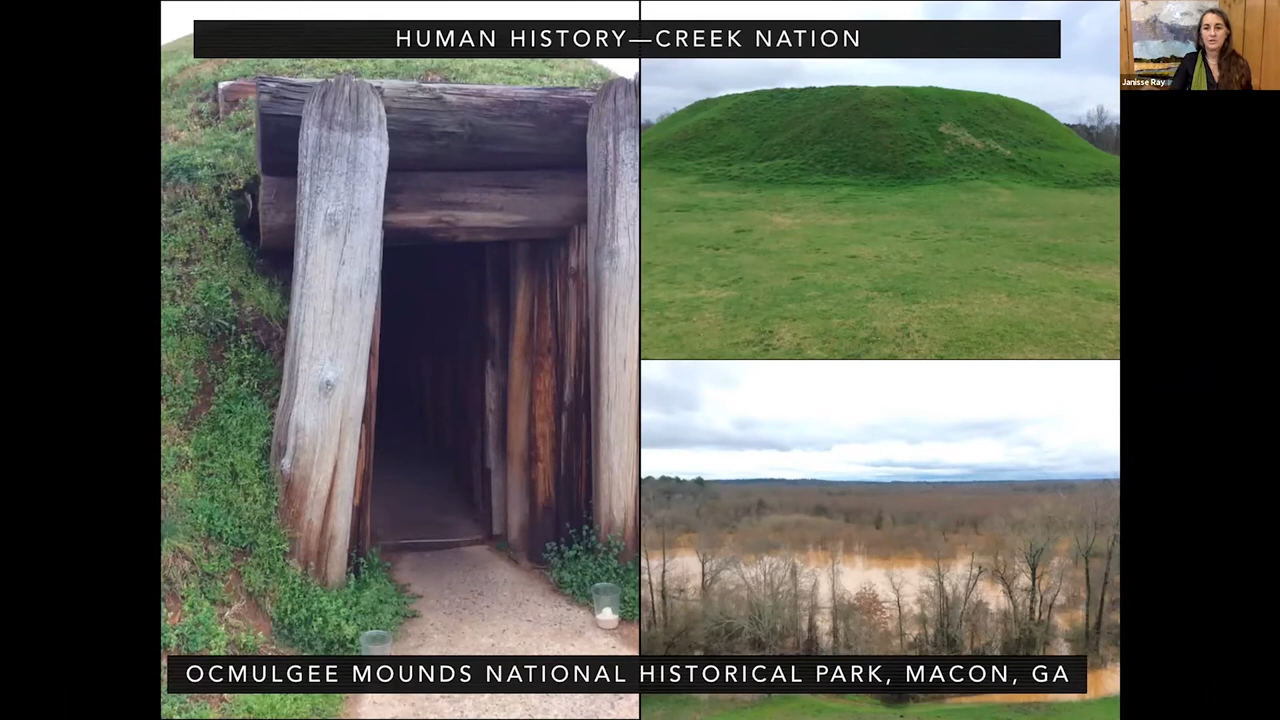 HUMAN HISTORY—CREEK NATION
Janisse Ray
OCMULGEE MOUNDS NATIONAL HISTORICAL PARK, MACON, GA